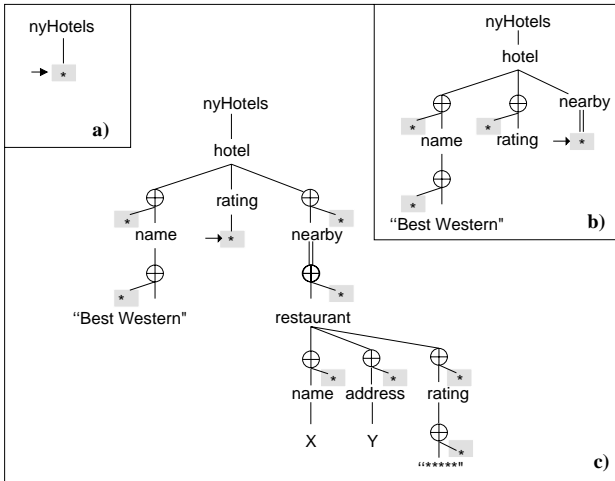 nyHotels
*
a)
nyHotels
hotel
nearby
*
*
name
rating
*
*
"Best Western"
b)
nyHotels
hotel
rating
*
*
name
*
nearby
*
*
"Best Western"
restaurant
*
*
*
name
address
rating
X
Y
*
"*****"
c)